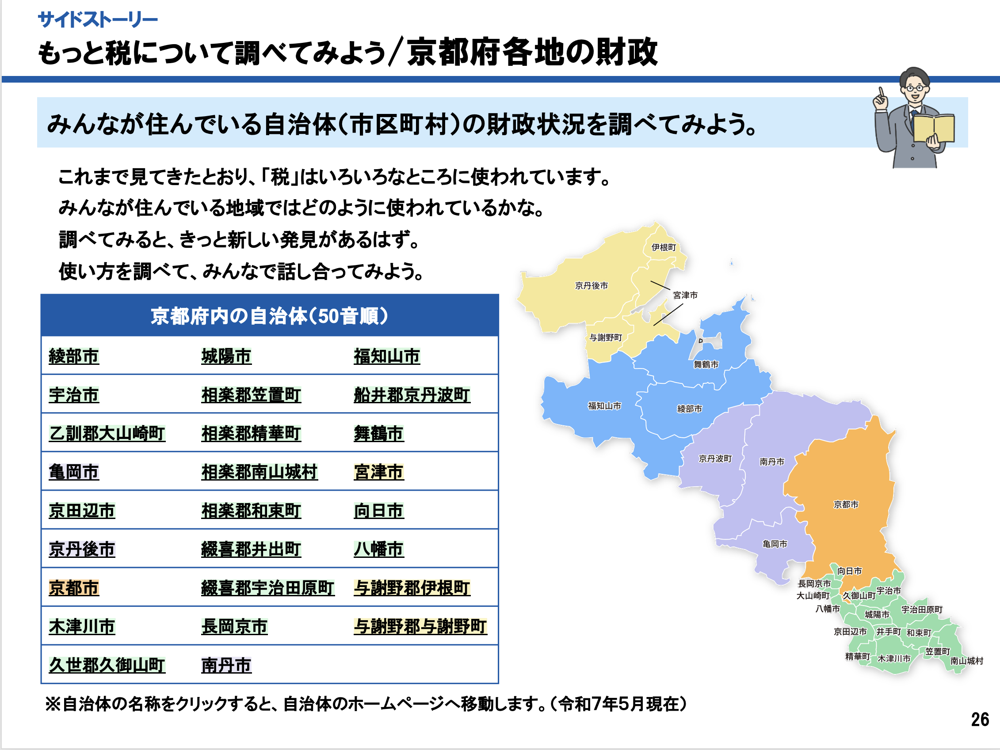 サイドストーリー
もっと税について調べてみよう/京都府各地の財政
みんなが住んでいる自治体(市区町村)の財政状況を調べてみよう。
これまで見てきたとおり、「税」はいろいろなところに使われています。
みんなが住んでいる地域ではどのように使われているかな。
調べてみると、きっと新しい発見があるはず。
使い方を調べて、みんなで話し合ってみよう。
京都府内の自治体(50音順)
綾部市 城陽市 福知山市
宇治市 相楽郡笠置町 船井郡京丹波町
乙訓郡大山崎町 相楽郡精華町 舞鶴市
亀岡市 相楽郡南山城村 宮津市
京田辺市 相楽郡和束町 向日市
京丹後市 綴喜郡井出町 八幡市
京都市 綴喜郡宇治田原町 与謝野郡伊根町
木津川市 長岡京市 与謝野郡与謝野町
久世郡久御山町 南丹市
伊根町
京丹後市
宮津市
与謝野町
舞鶴市
福知山市
綾部市
京丹波町
南丹市
京都市
亀岡市
向日市
長岡京市
大山崎町
久御山町
宇治市
八幡市
城陽市
宇治田原町
京田辺市
井手町
和束町
精華町
木津川市
笠置町
南山城村
※自治体の名称をクリックすると、自治体のホームページへ移動します。(令和7年5月現在)
26